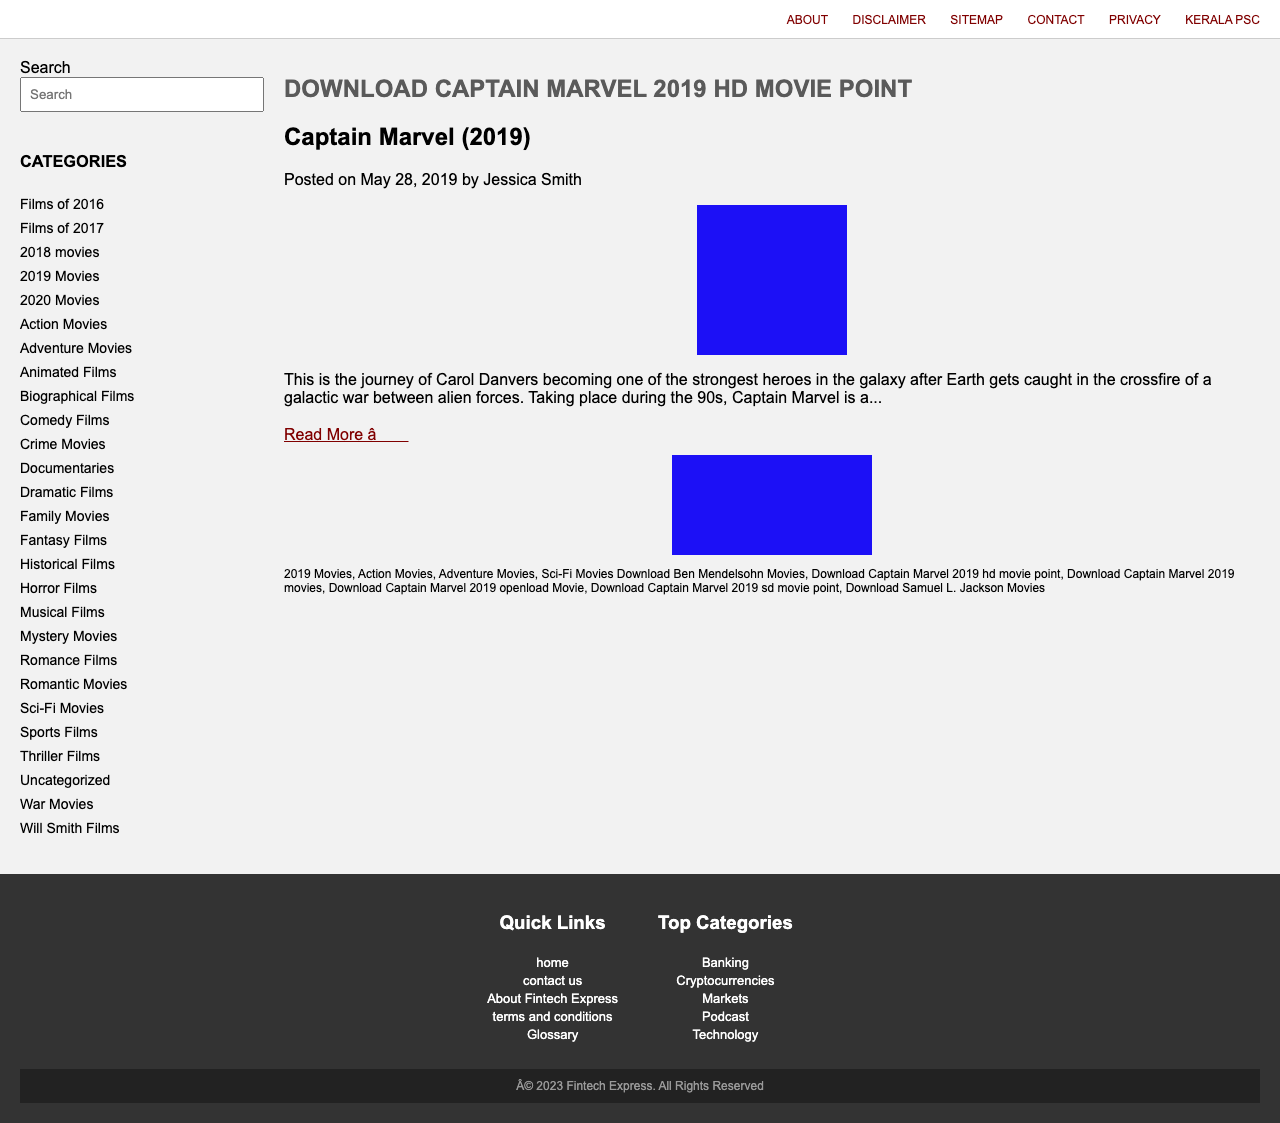 ABOUT DISCLAIMER SITEMAP CONTACT PRIVACY KERALA PSC
Search
Search
CATEGORIES
Films of 2016
Films of 2017
2018 movies
2019 Movies
2020 Movies
Action Movies
Adventure Movies
Animated Films
Biographical Films
Comedy Films
Crime Movies
Documentaries
Dramatic Films
Family Movies
Fantasy Films
Historical Films
Horror Films
Musical Films
Mystery Movies
Romance Films
Romantic Movies
Sci-Fi Movies
Sports Films
Thriller Films
Uncategorized
War Movies
Will Smith Films
DOWNLOAD CAPTAIN MARVEL 2019 HD MOVIE POINT
Captain Marvel (2019)
Posted on May 28, 2019 by Jessica Smith
This is the journey of Carol Danvers becoming one of the strongest heroes in the galaxy after Earth gets caught in the crossfire of a
galactic war between alien forces. Taking place during the 90s, Captain Marvel is a...
Read More â
2019 Movies, Action Movies, Adventure Movies, Sci-Fi Movies Download Ben Mendelsohn Movies, Download Captain Marvel 2019 hd movie point, Download Captain Marvel 2019
movies, Download Captain Marvel 2019 openload Movie, Download Captain Marvel 2019 sd movie point, Download Samuel L. Jackson Movies
Quick Links
home
contact us
About Fintech Express
terms and conditions
Glossary
Top Categories
Banking
Cryptocurrencies
Markets
Podcast
Technology
Â© 2023 Fintech Express. All Rights Reserved